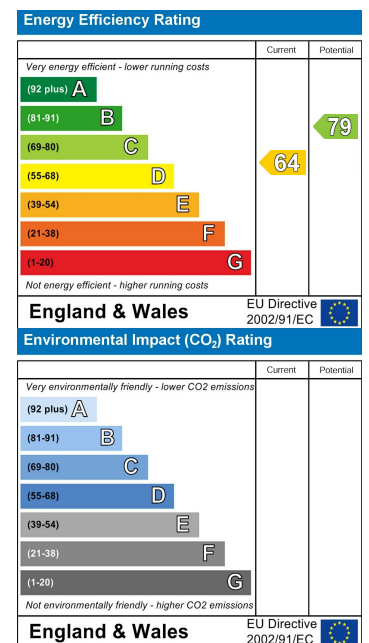 Energy Efficiency Rating
Current Potential
Very energy efficient - lower running costs
(92 plus) A
(81-91) B
79
(69-80) C
64
(55-68) D
(39-54) E
(21-38) F
(1-20) G
Not energy efficient - higher running costs
England & Wales
EU Directive
2002/91/EC
Environmental Impact (CO₂) Rating
Current Potential
Very environmentally friendly - lower CO2 emissions
(92 plus) A
(81-91) B
(69-80) C
(55-68) D
(39-54) E
(21-38) F
(1-20) G
Not environmentally friendly - higher CO2 emissions
England & Wales
EU Directive
2002/91/EC